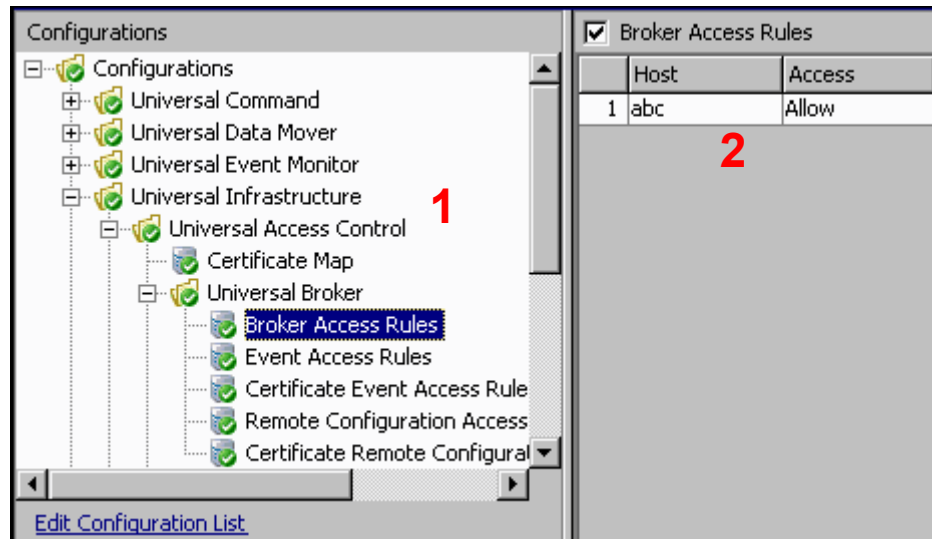 Configurations
Configurations
Universal Command
Universal Data Mover
Universal Event Monitor
Universal Infrastructure
Universal Access Control
Certificate Map
Universal Broker
Broker Access Rules
Event Access Rules
Certificate Event Access Rule
Remote Configuration Access
Certificate Remote Configurat
Edit Configuration List
1
Broker Access Rules
Host Access
1 abc Allow
2